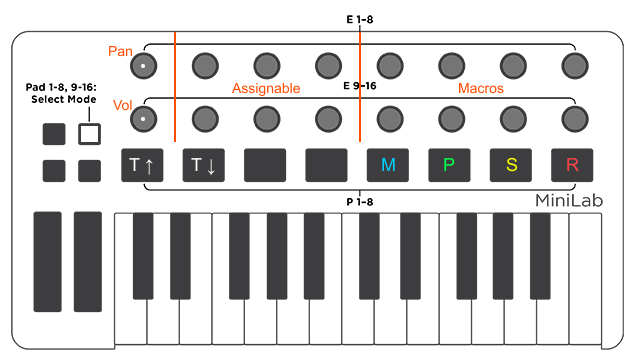 E 1-8
Pan
Pad 1-8, 9-16:
Select Mode
Assignable
E 9-16
Macros
Vol
T↑ T↓ M P S R
P 1-8
MiniLab